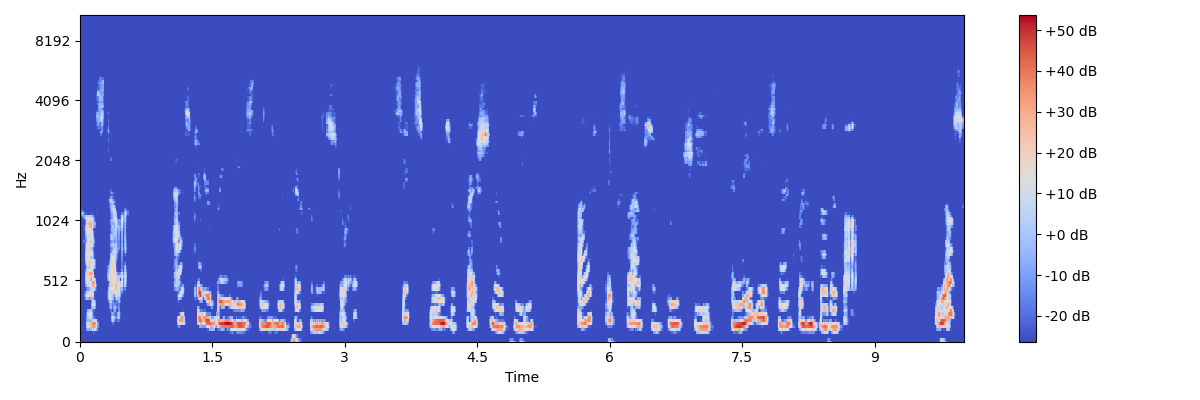 8192
4096
2048
1024
512
0
Hz
0 1.5 3 4.5 6 7.5 9
Time
+50 dB
+40 dB
+30 dB
+20 dB
+10 dB
+0 dB
-10 dB
-20 dB